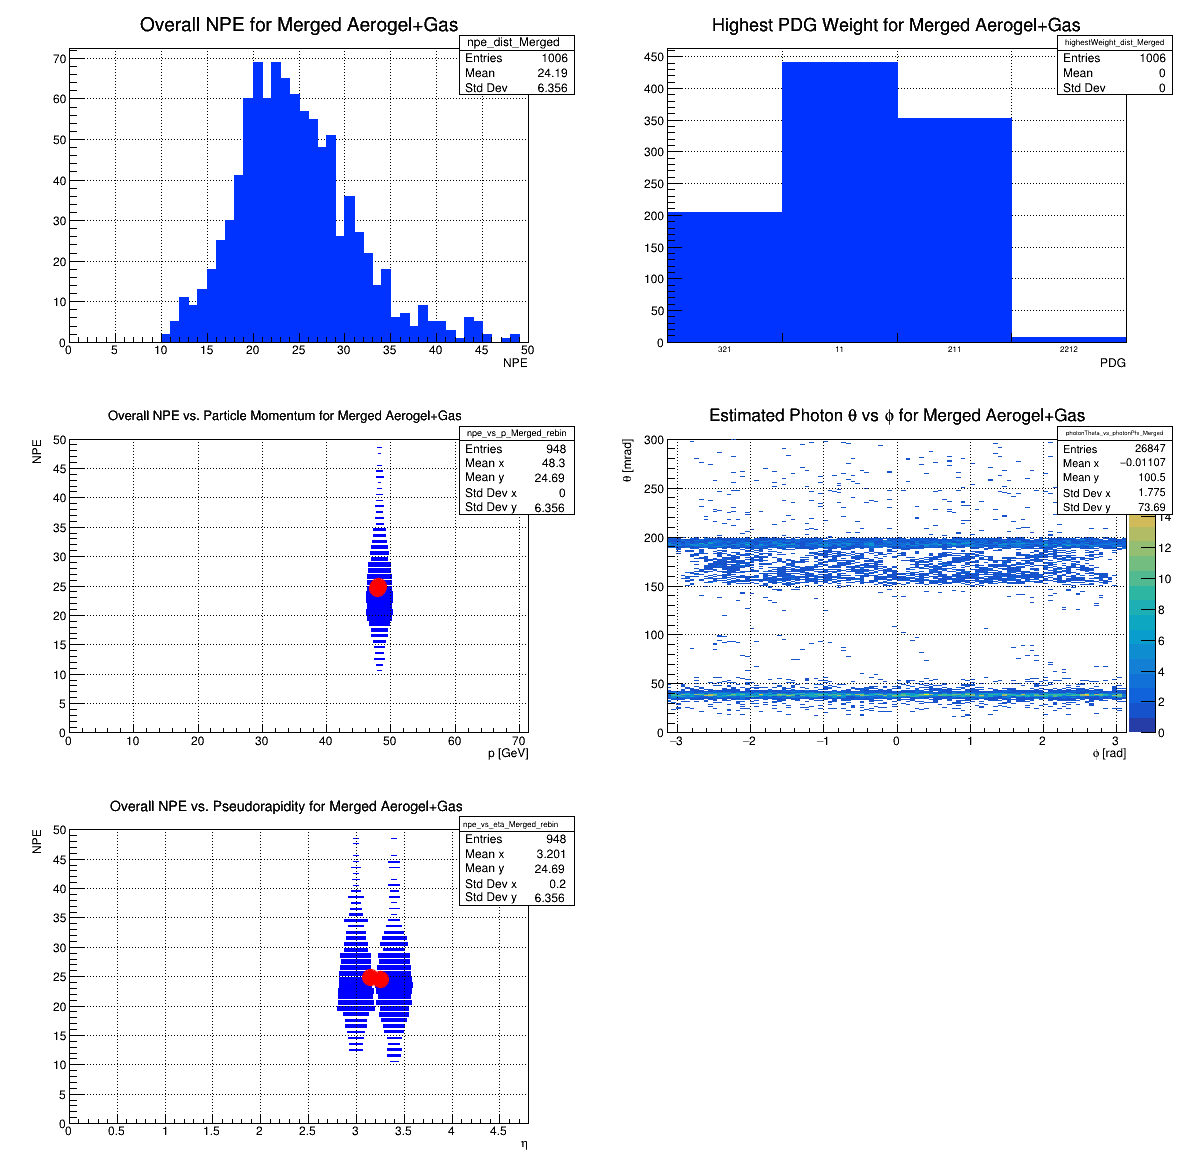 Overall NPE for Merged Aerogel+Gas
npe_dist_Merged
Entries 1006
Mean 24.19
Std Dev 6.356
70
60
50
40
30
20
10
0
0 5 10 15 20 25 30 35 40 45 50
NPE
Highest PDG Weight for Merged Aerogel+Gas
highestWeight_dist_Merged
Entries 1006
Mean 0
Std Dev 0
450
400
350
300
250
200
150
100
50
0
321 11 211 2212
PDG
Overall NPE vs. Particle Momentum for Merged Aerogel+Gas
npe_vs_p_Merged_rebin
Entries 948
Mean x 48.3
Mean y 24.69
Std Dev x 0
Std Dev y 6.356
NPE
50
45
40
35
30
25
20
15
10
5
0
0 10 20 30 40 50 60 70
p [GeV]
Estimated Photon θ vs ϕ for Merged Aerogel+Gas
photonTheta_vs_photonPhi_Merged
Entries 26847
Mean x −0.01107
Mean y 100.5
Std Dev x 1.775
Std Dev y 73.69
θ [mrad]
300
250
200
150
100
50
0
−3 −2 −1 0 1 2 3
ϕ [rad]
14
12
10
8
6
4
2
0
Overall NPE vs. Pseudorapidity for Merged Aerogel+Gas
npe_vs_eta_Merged_rebin
Entries 948
Mean x 3.201
Mean y 24.69
Std Dev x 0.2
Std Dev y 6.356
NPE
50
45
40
35
30
25
20
15
10
5
0
0 0.5 1 1.5 2 2.5 3 3.5 4 4.5
η